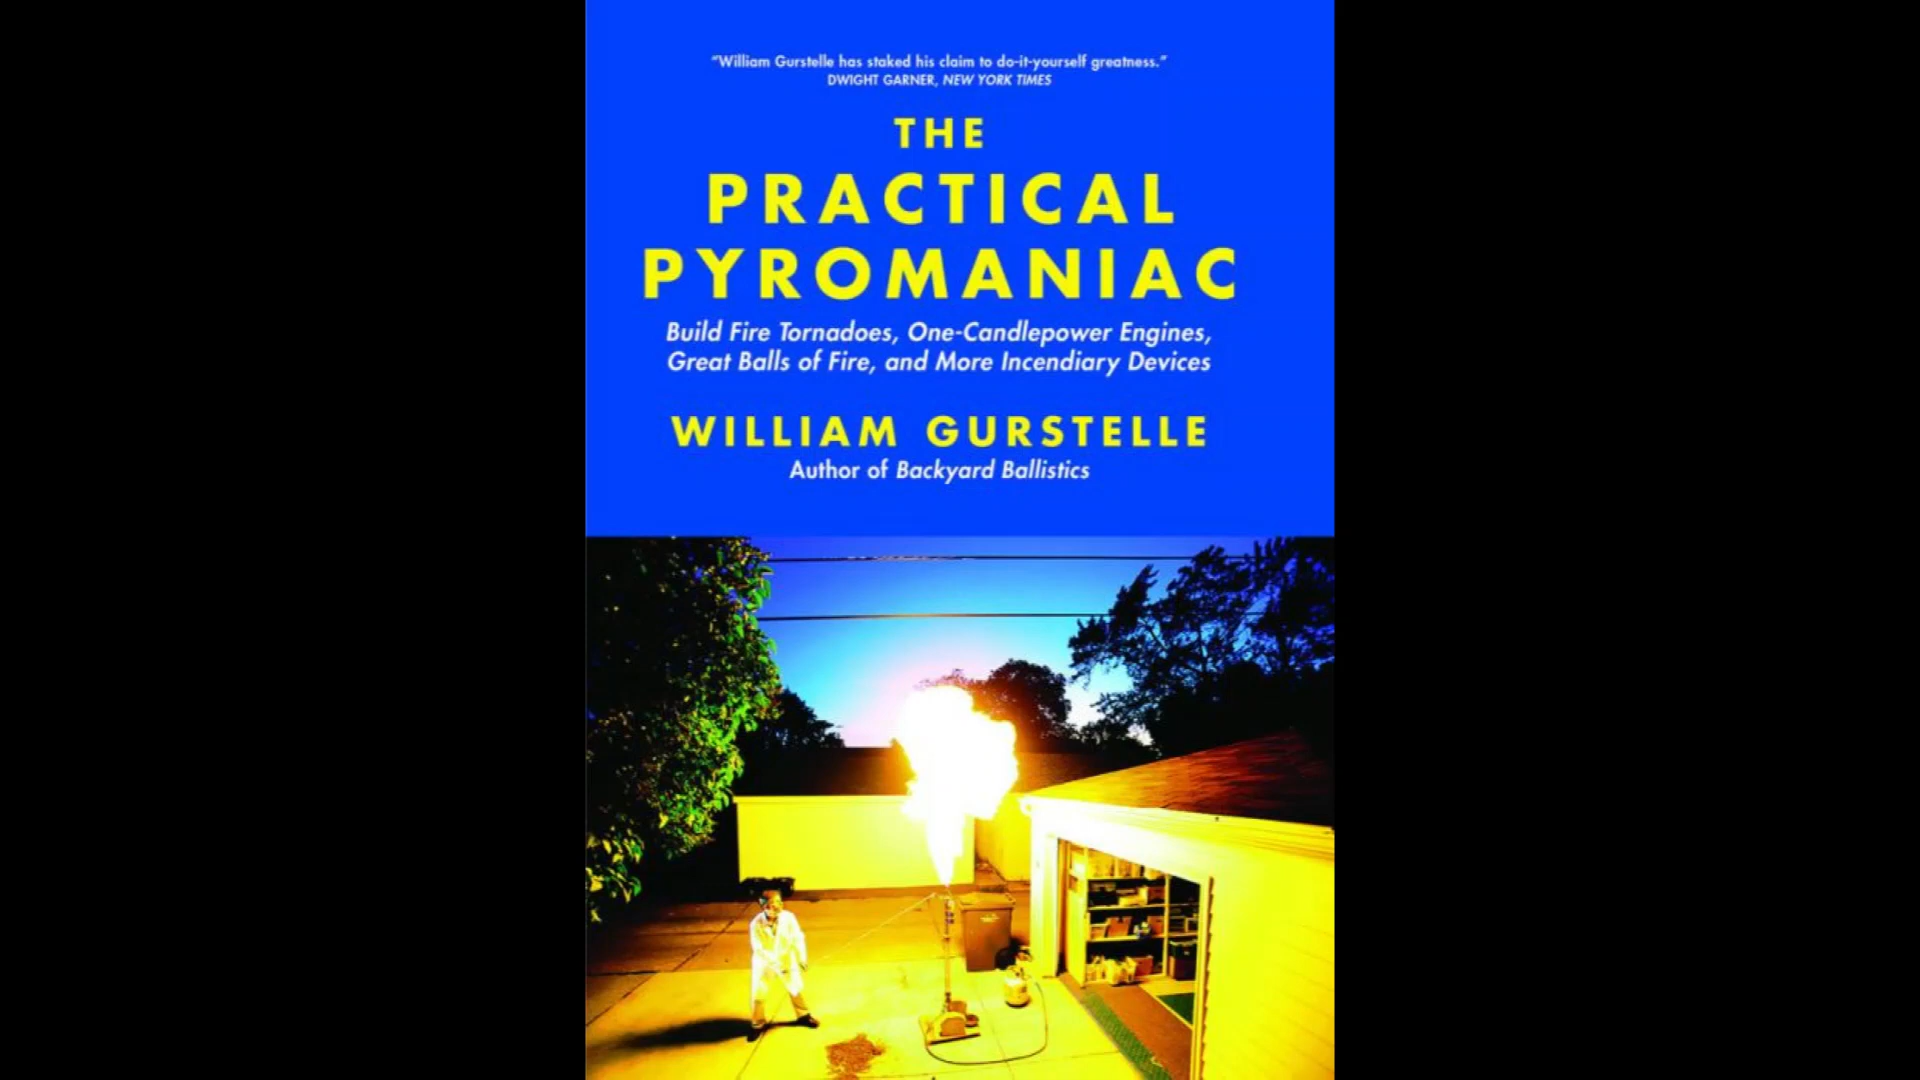 “William Gurstelle has staked his claim to do-it-yourself greatness.”
DWIGHT GARNER, NEW YORK TIMES
THE
PRACTICAL
PYROMANIAC
Build Fire Tornadoes, One-Candlepower Engines,
Great Balls of Fire, and More Incendiary Devices
WILLIAM GURSTELLE
Author of Backyard Ballistics